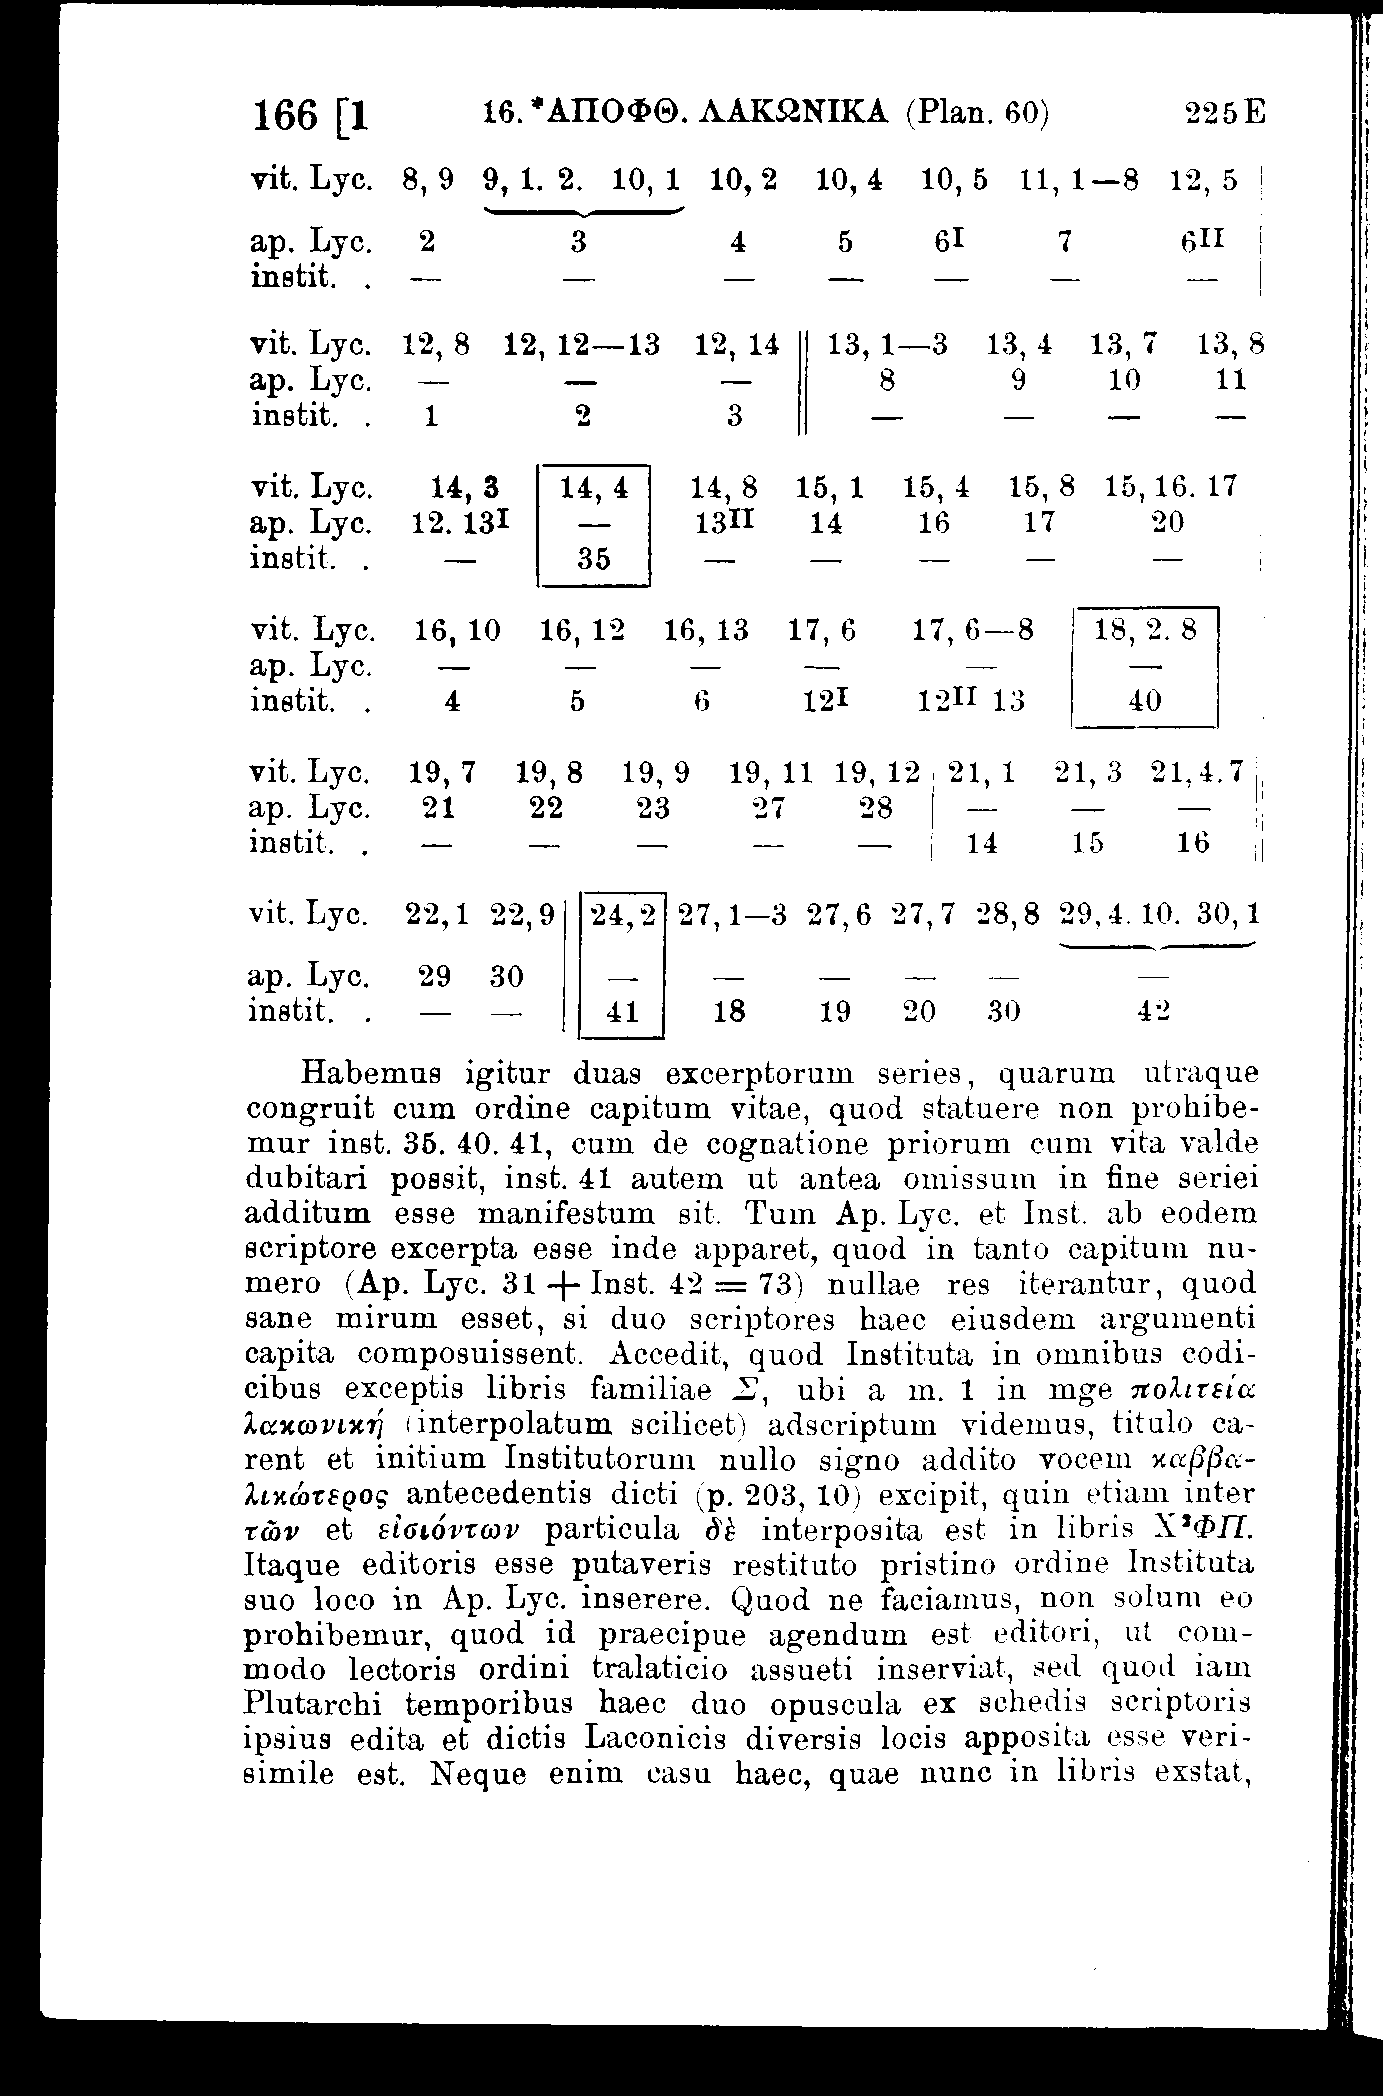 166 [1 16. *ΑΠΟΦΘ. ΛΑΚΩΝΙΚΑ (Plan. 60) 225 E
vit. Lyc. 8, 9 9, 1. 2. 10, 1 10, 2 10, 4 10, 5 11, 1—8 12, 5
ap. Lyc. 2 3 4 5 6I 7 6II
instit. . — — — — — — —
vit. Lyc. 12, 8 12, 12—13 12, 14 13, 1—3 13, 4 13, 7 13, 8
ap. Lyc. — — — 8 9 10 11
instit. . 1 2 3 — — — —
vit. Lyc. 14, 3 14, 4 14, 8 15, 1 15, 4 15, 8 15, 16. 17
ap. Lyc. 12. 13I — 13II 14 16 17 20
instit. . — 35 — — — — —
vit. Lyc. 16, 10 16, 12 16, 13 17, 6 17, 6—8 18, 2. 8
ap. Lyc. — — — — — —
instit. . 4 5 6 12I 12II 13 40
vit. Lyc. 19, 7 19, 8 19, 9 19, 11 19, 12 21, 1 21, 3 21, 4. 7
ap. Lyc. 21 22 23 27 28 — — —
instit. . — — — — — 14 15 16
vit. Lyc. 22, 1 22, 9 24, 2 27, 1—3 27, 6 27, 7 28, 8 29, 4. 10. 30, 1
ap. Lyc. 29 30 — — — — — —
instit. . — — 41 18 19 20 30 42
Habemus igitur duas excerptorum series, quarum utraque
congruit cum ordine capitum vitae, quod statuere non prohibe-
mur inst. 35. 40. 41, cum de cognatione priorum cum vita valde
dubitari possit, inst. 41 autem ut antea omissum in fine seriei
additum esse manifestum sit. Tum Ap. Lyc. et Inst. ab eodem
scriptore excerpta esse inde apparet, quod in tanto capitum nu-
mero (Ap. Lyc. 31 + Inst. 42 = 73) nullae res iterantur, quod
sane mirum esset, si duo scriptores haec eiusdem argumenti
capita composuissent. Accedit, quod Instituta in omnibus codi-
cibus exceptis libris familiae Σ, ubi a m. 1 in mge πολιτεία
λακωνική (interpolatum scilicet) adscriptum videmus, titulo ca-
rent et initium Institutorum nullo signo addito vocem καββα-
λικώτερος antecedentis dicti (p. 203, 10) excipit, quin etiam inter
τῶν et εἰσιόντων particula δὲ interposita est in libris X²ΦΠ.
Itaque editoris esse putaveris restituto pristino ordine Instituta
suo loco in Ap. Lyc. inserere. Quod ne faciamus, non solum eo
prohibemur, quod id praecipue agendum est editori, ut com-
modo lectoris ordini tralaticio assueti inserviat, sed quod iam
Plutarchi temporibus haec duo opuscula ex schedis scriptoris
ipsius edita et dictis Laconicis diversis locis apposita esse veri-
simile est. Neque enim casu haec, quae nunc in libris exstat,